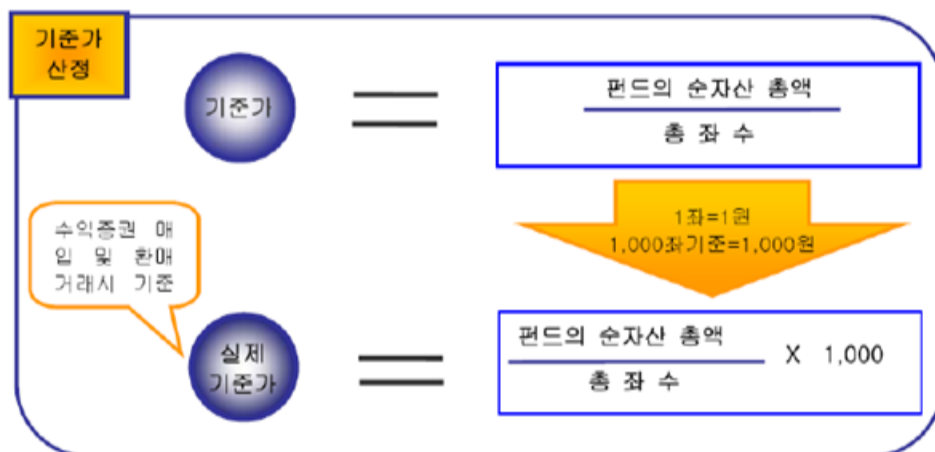 기준가
산정
기준가
펀드의 순자산 총액
총 좌 수
1좌=1원
1,000좌기준=1,000원
수익증권 매
입 및 환매
거래시 기준
실제
기준가
펀드의 순자산 총액
총 좌 수
X 1,000